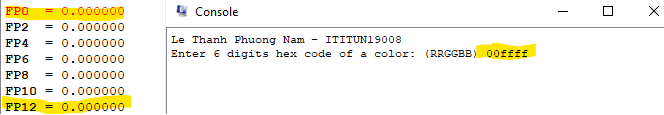 FP0 = 0.000000
FP2 = 0.000000
FP4 = 0.000000
FP6 = 0.000000
FP8 = 0.000000
FP10 = 0.000000
FP12 = 0.000000
Console
Le Thanh Phuong Nam - ITITUN19008
Enter 6 digits hex code of a color: (RRGGBB) 00ffff